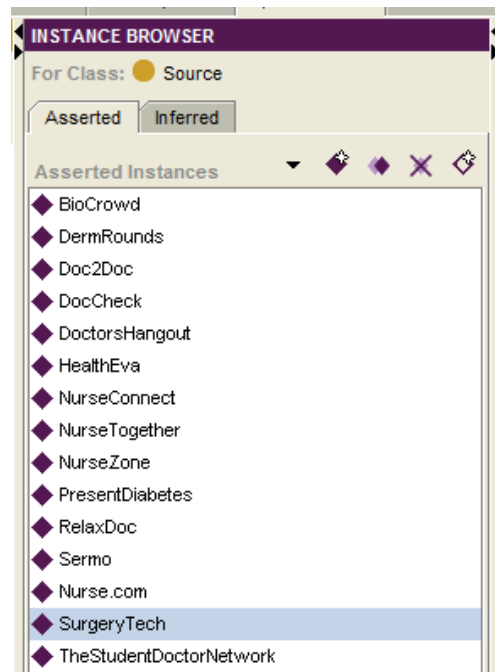 INSTANCE BROWSER
For Class: Source
Asserted Inferred
Asserted Instances
BioCrowd
DermRounds
Doc2Doc
DocCheck
DoctorsHangout
HealthEva
NurseConnect
NurseTogether
NurseZone
PresentDiabetes
RelaxDoc
Sermo
Nurse.com
SurgeryTech
TheStudentDoctorNetwork